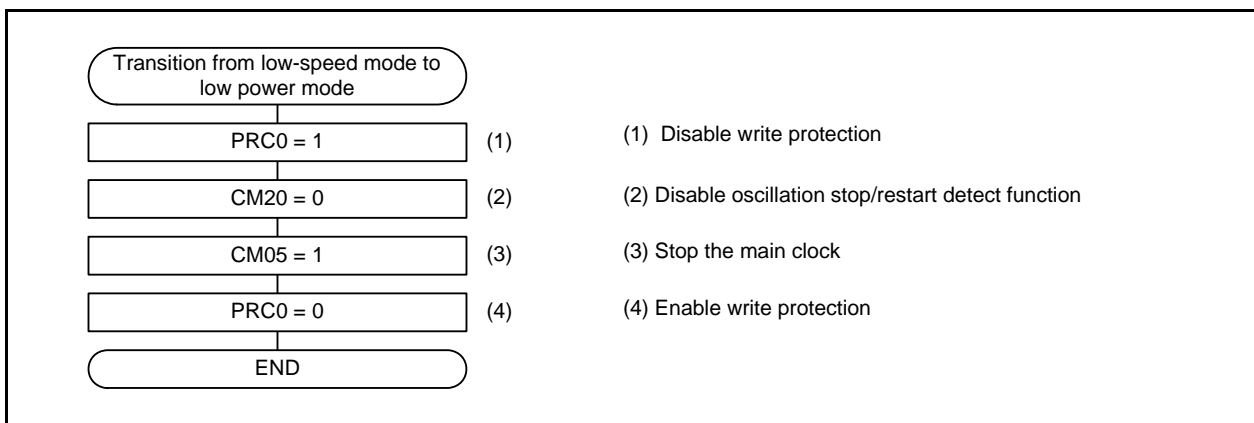 Transition from low-speed mode to
low power mode
PRC0 = 1 (1) (1) Disable write protection
CM20 = 0 (2) (2) Disable oscillation stop/restart detect function
CM05 = 1 (3) (3) Stop the main clock
PRC0 = 0 (4) (4) Enable write protection
END